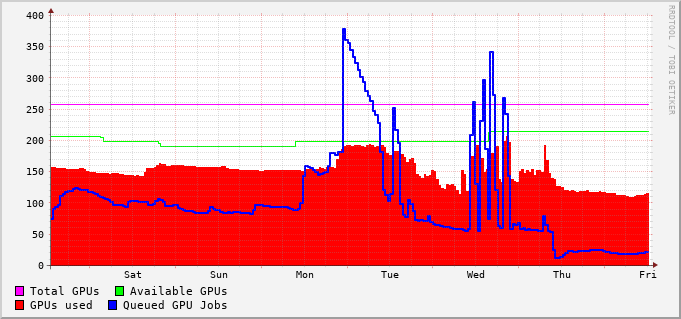 400
350
300
250
200
150
100
50
0
Sat Sun Mon Tue Wed Thu Fri
Total GPUs Available GPUs
GPUs used Queued GPU Jobs
RRDTOOL / TOBI OETIKER